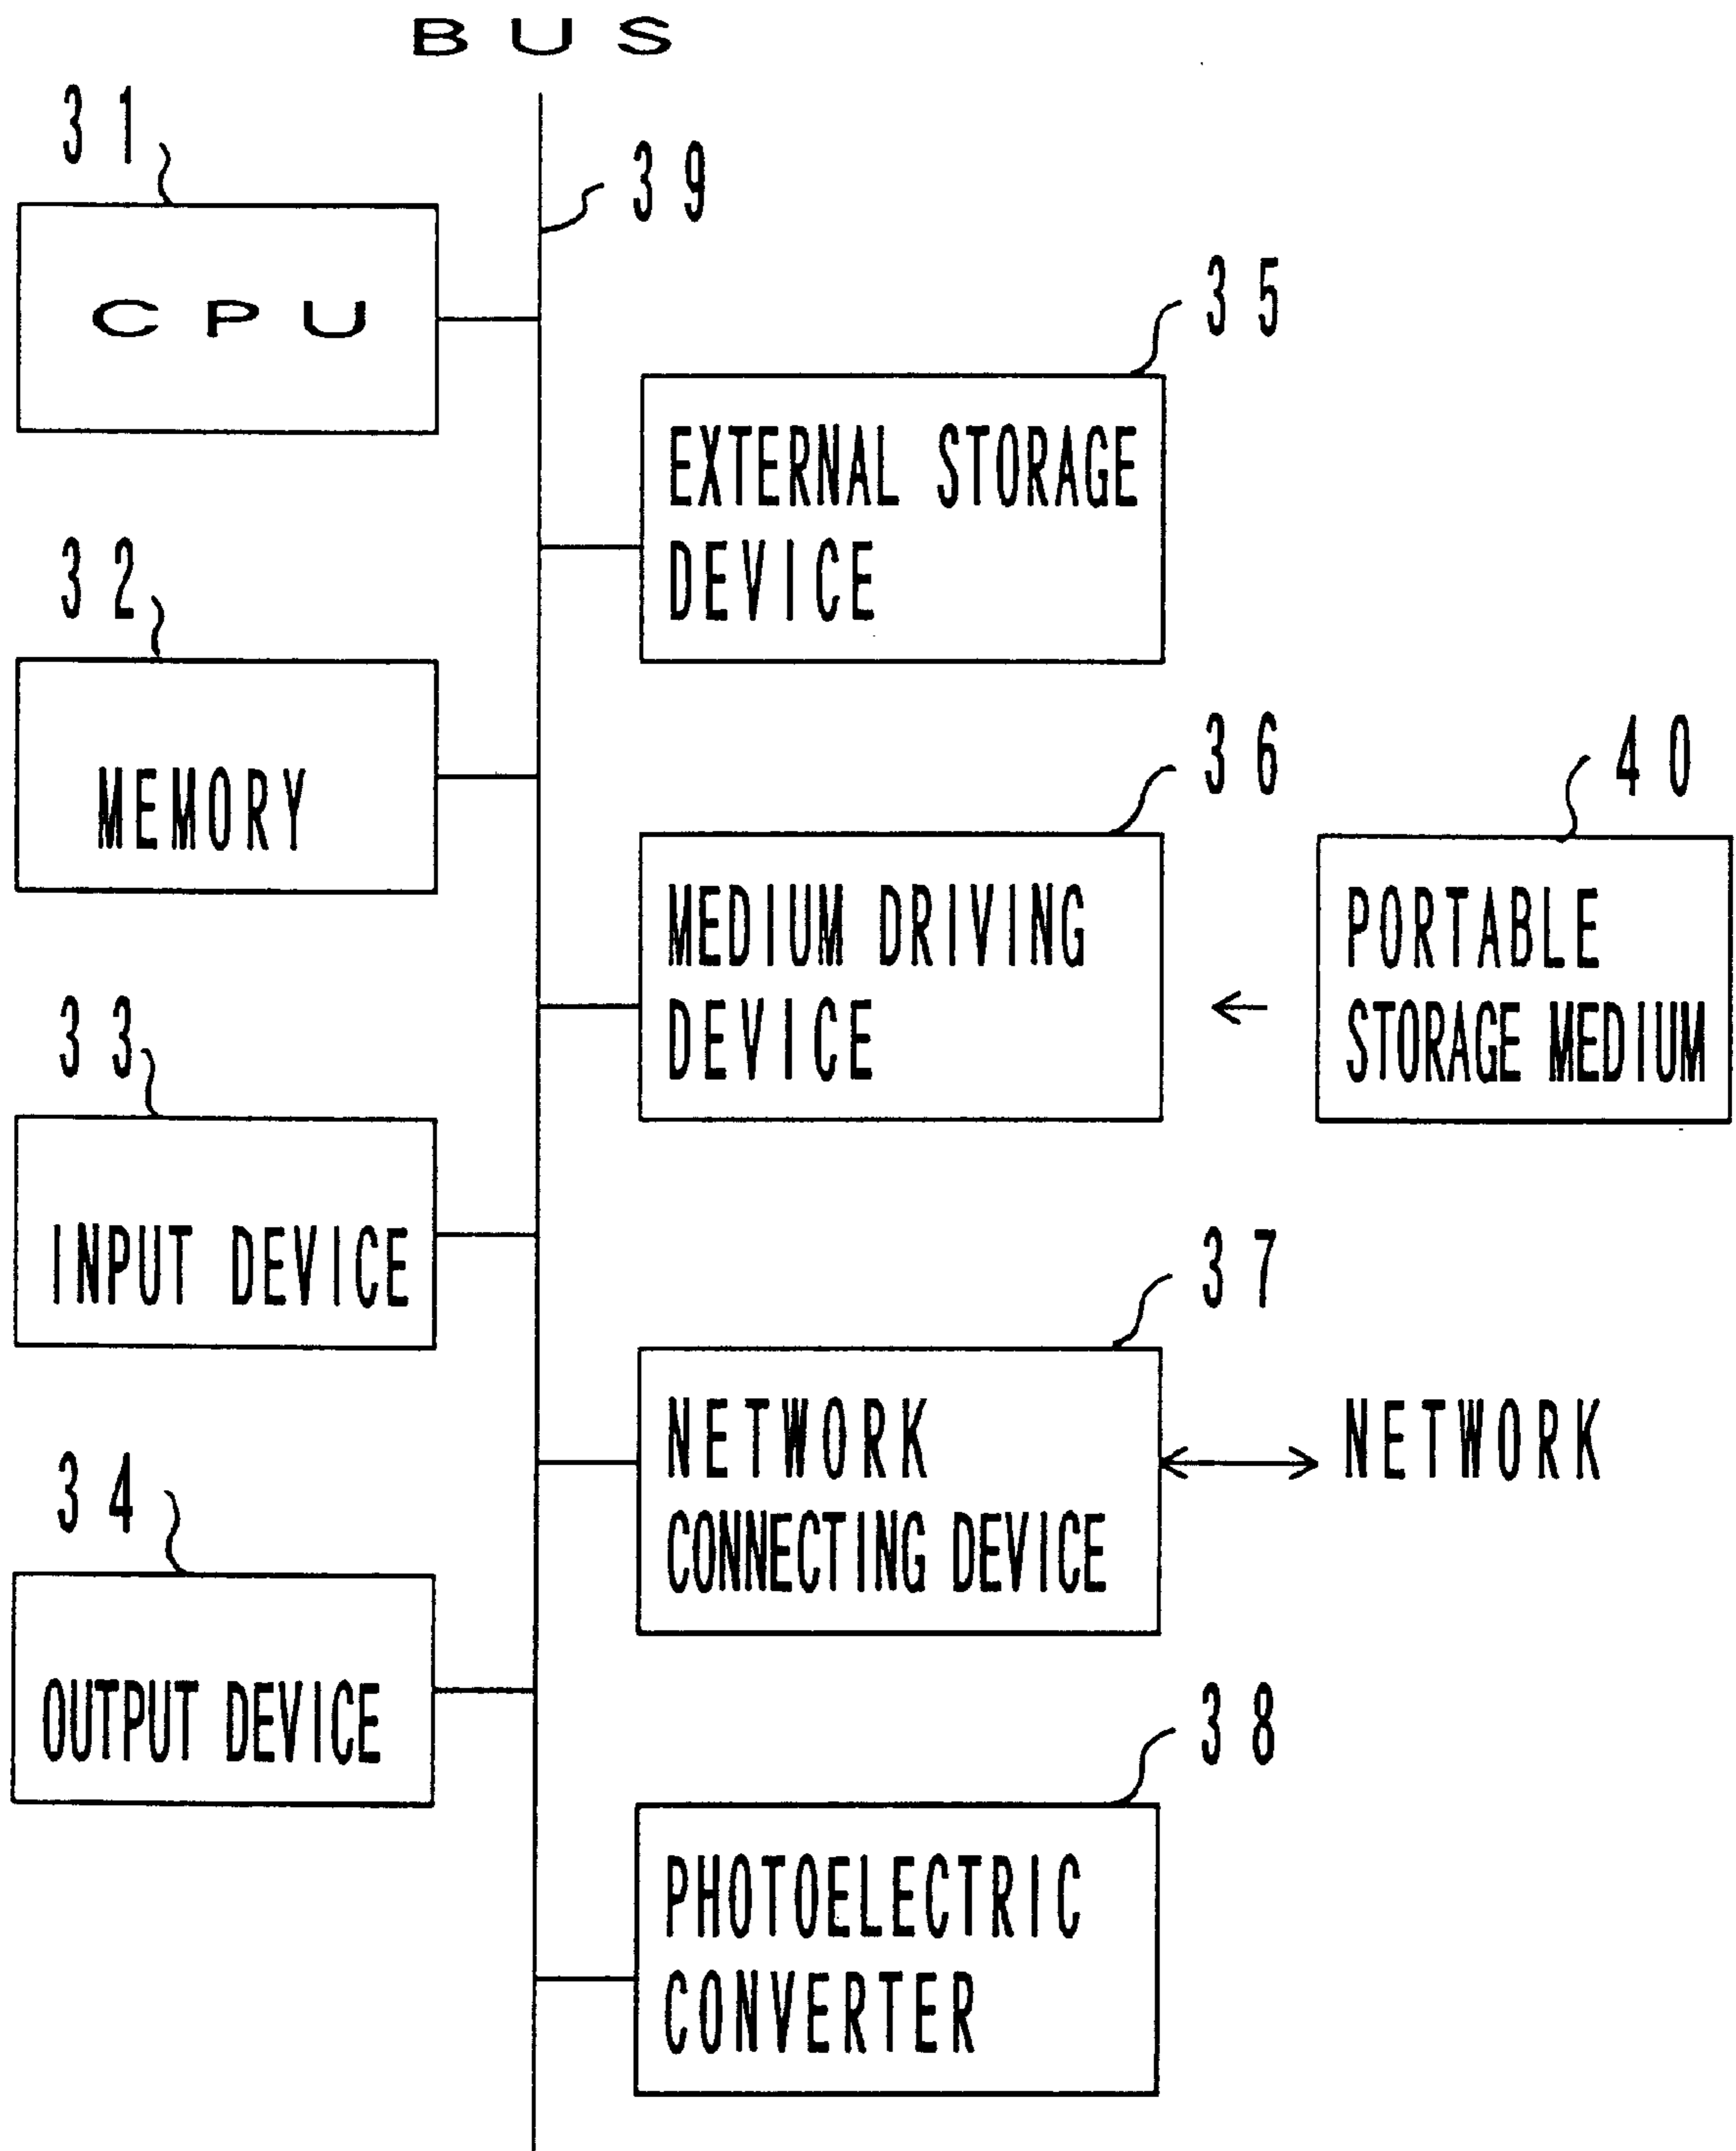 BUS
31
39
CPU
35
EXTERNAL STORAGE
DEVICE
32
MEMORY
36
40
MEDIUM DRIVING
DEVICE
PORTABLE
STORAGE MEDIUM
33
INPUT DEVICE
37
NETWORK
CONNECTING DEVICE
NETWORK
34
OUTPUT DEVICE
38
PHOTOELECTRIC
CONVERTER